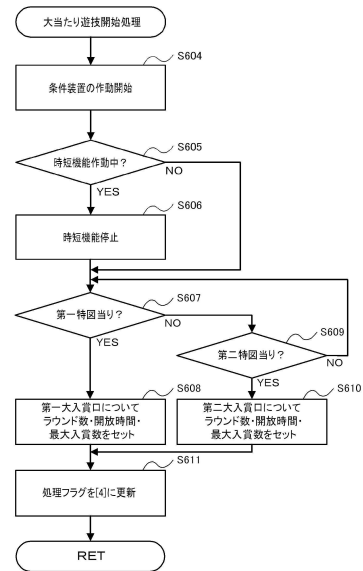 大当たり遊技開始処理
S604
条件装置の作動開始
S605
時短機能作動中？
NO
YES
S606
時短機能停止
S607
第一特図当り？
NO
YES
S609
第二特図当り？
NO
YES
S608
第一大入賞口について
ラウンド数・開放時間・
最大入賞数をセット
S610
第二大入賞口について
ラウンド数・開放時間・
最大入賞数をセット
S611
処理フラグを[4]に更新
RET